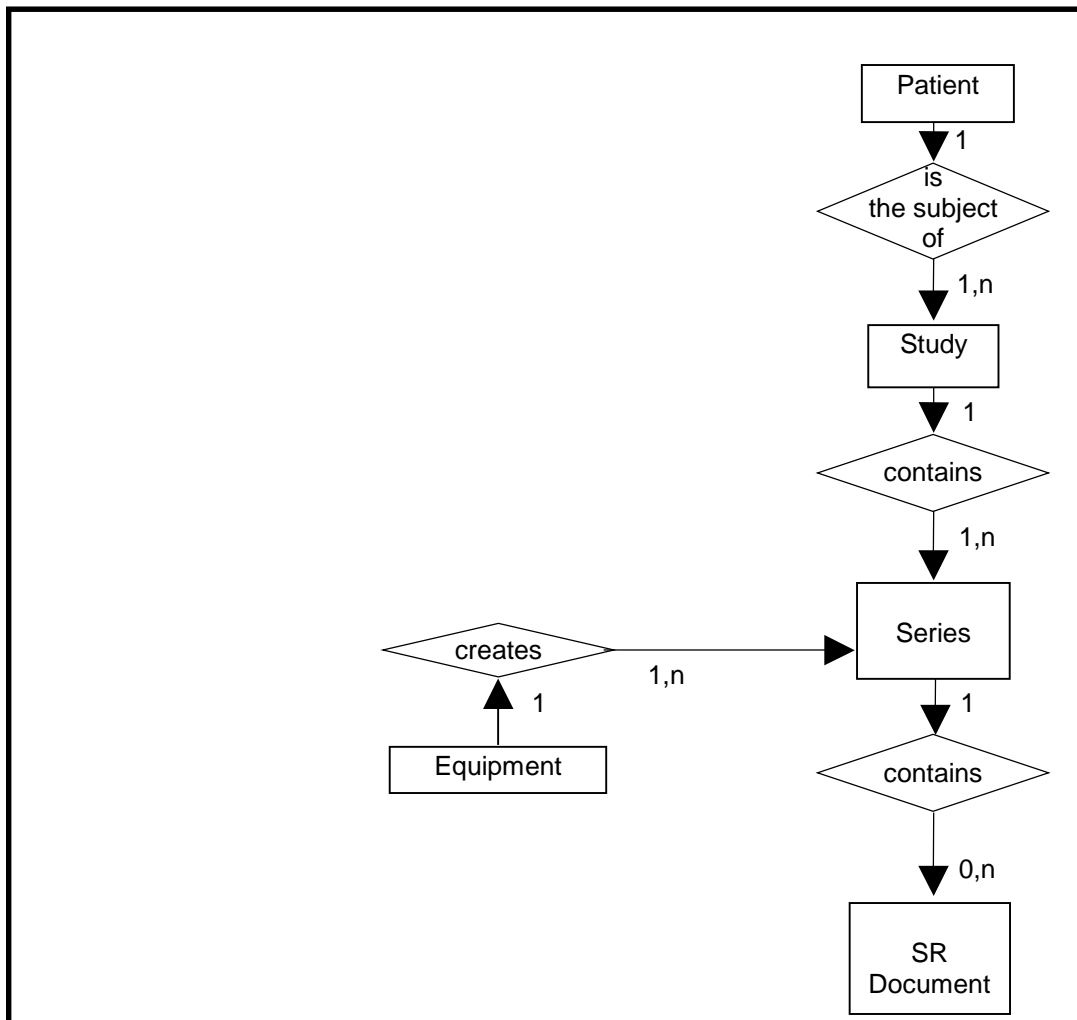 Patient
1
is
the subject
of
1,n
Study
1
contains
1,n
Series
creates
1,n
1
1
Equipment
contains
0,n
SR
Document